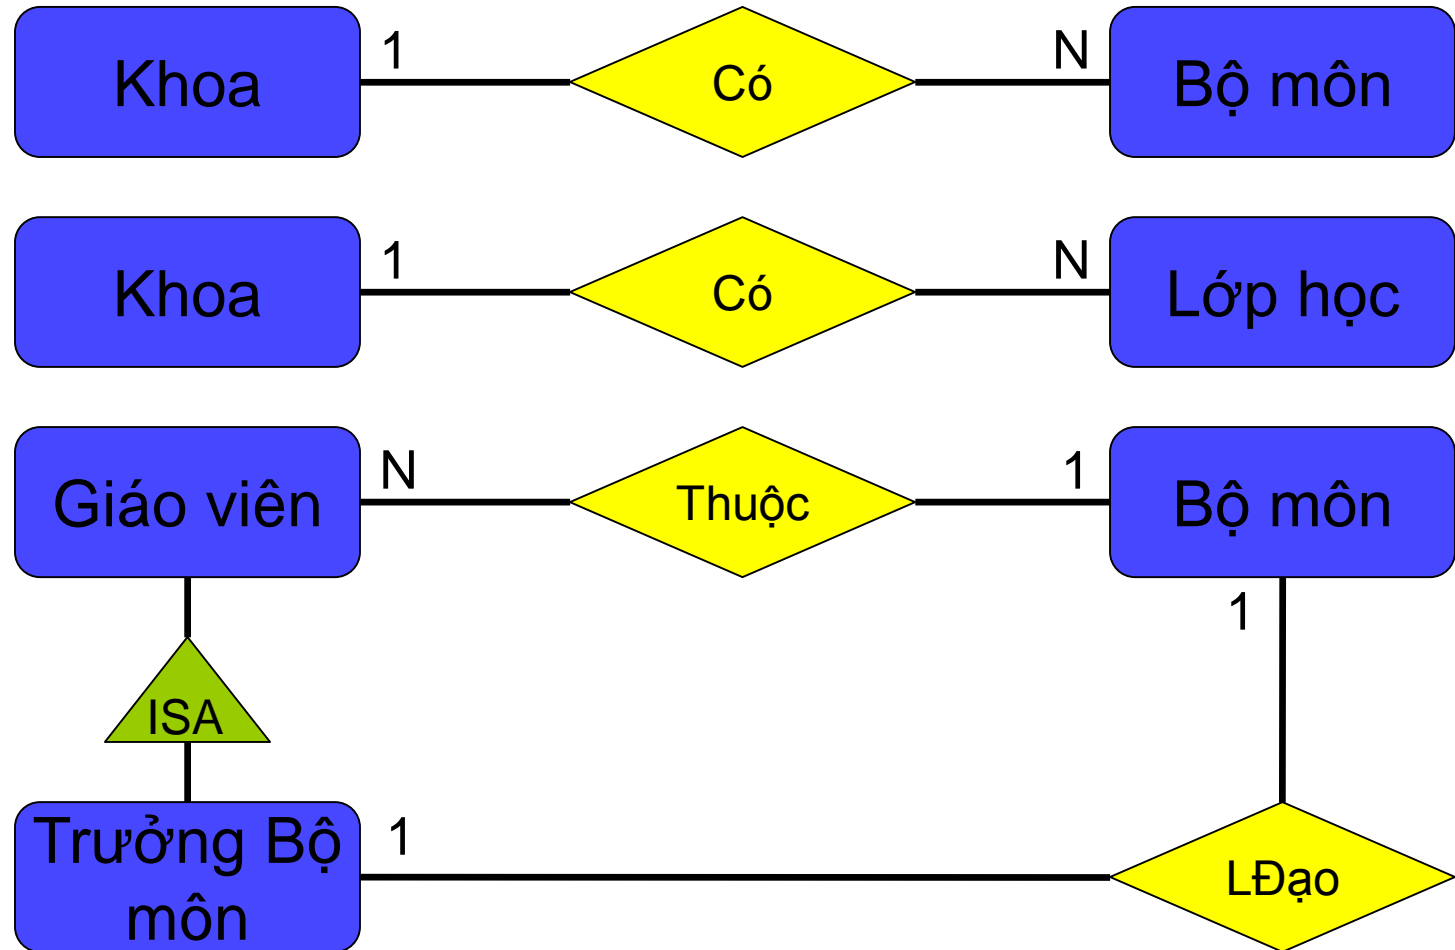 Khoa
1
Có
N
Bộ môn
Khoa
1
Có
N
Lớp học
Giáo viên
N
Thuộc
1
Bộ môn
1
ISA
Trưởng Bộ
môn
1
LĐạo